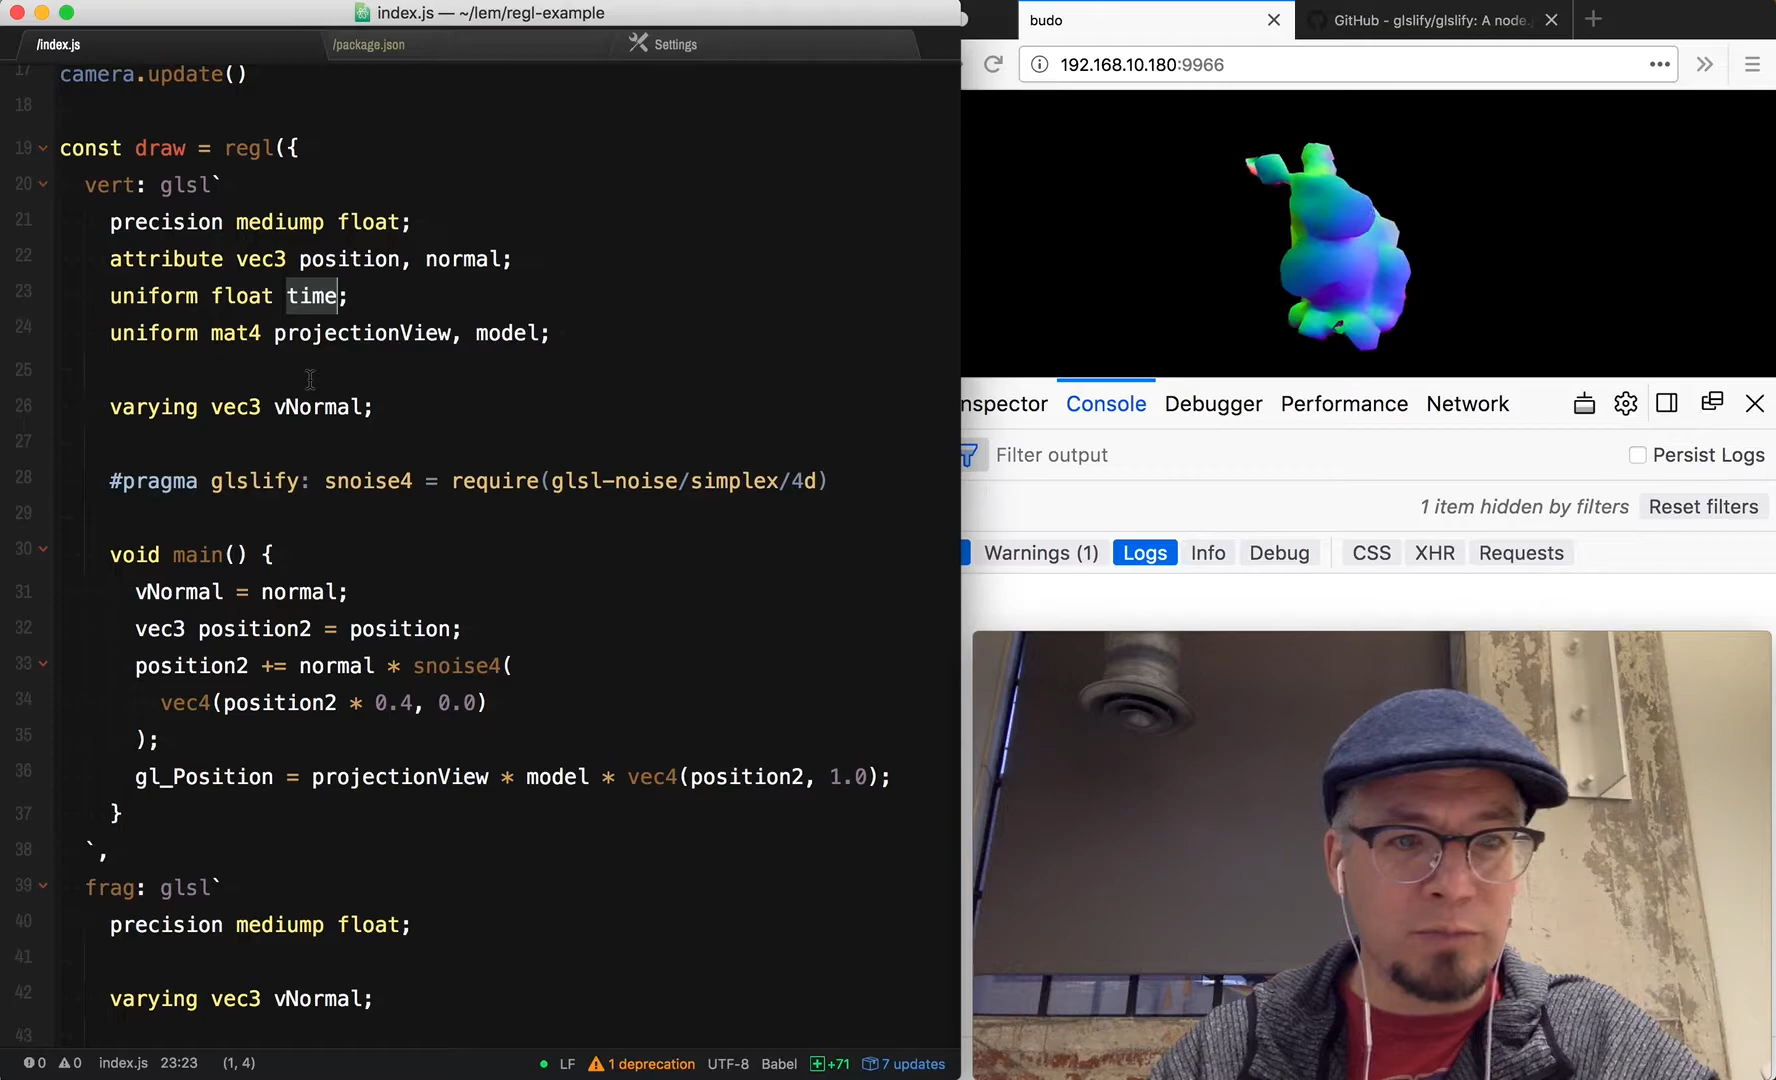 index.js — ~/lem/regl-example
/index.js
/package.json
Settings
17 camera.update()
18
19 const draw = regl({
20 vert: glsl`
21 precision mediump float;
22 attribute vec3 position, normal;
23 uniform float time;
24 uniform mat4 projectionView, model;
25
26 varying vec3 vNormal;
27
28 #pragma glslify: snoise4 = require(glsl-noise/simplex/4d)
29
30 void main() {
31 vNormal = normal;
32 vec3 position2 = position;
33 position2 += normal * snoise4(
34 vec4(position2 * 0.4, 0.0)
35 );
36 gl_Position = projectionView * model * vec4(position2, 1.0);
37 }
38 `,
39 frag: glsl`
40 precision mediump float;
41
42 varying vec3 vNormal;
43
0 0 index.js 23:23 (1, 4) LF 1 deprecation UTF-8 Babel +71 7 updates
budo
GitHub - glslify/glslify: A node.
192.168.10.180:9966
nspector Console Debugger Performance Network
Filter output
Persist Logs
1 item hidden by filters
Reset filters
Warnings (1) Logs Info Debug CSS XHR Requests